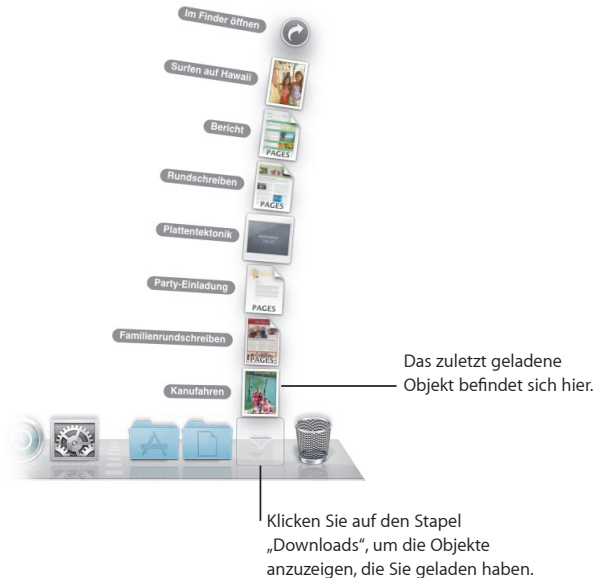 Im Finder öffnen
Surfen auf Hawaii
Bericht
PAGES
Rundschreiben
PAGES
Plattentektonik
Party-Einladung
PAGES
Familienrundschreiben
PAGES
Das zuletzt geladene
Objekt befindet sich hier.
Kanufahren
Klicken Sie auf den Stapel
„Downloads“, um die Objekte
anzuzeigen, die Sie geladen haben.